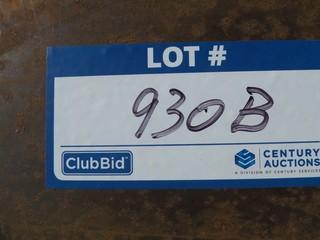 LOT #
930B
ClubBid
CENTURY
AUCTIONS
A DIVISION OF CENTURY SERVICES